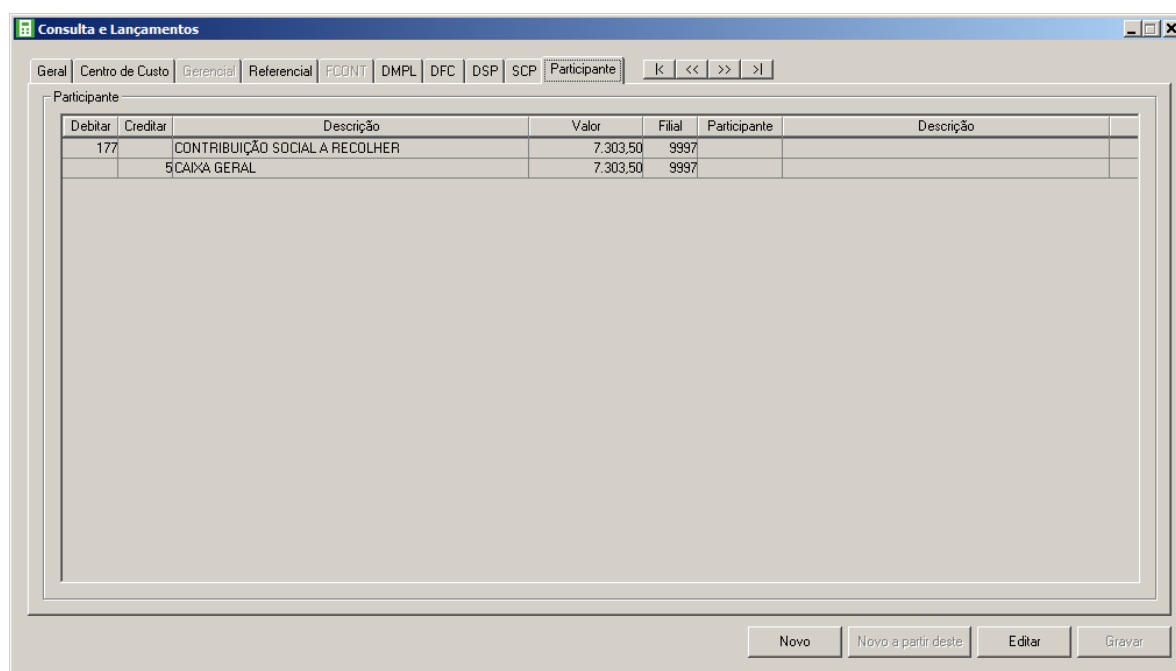 Consulta e Lançamentos
Geral Centro de Custo Gerencial Referencial FCONT DMPL DFC DSP SCP Participante K << >> >|
Participante
Debitar Creditar Descrição Valor Filial Participante Descrição
177 CONTRIBUIÇÃO SOCIAL A RECOLHER 7.303,50 9997
5 CAIXA GERAL 7.303,50 9997
Novo Novo a partir deste Editar Gravar